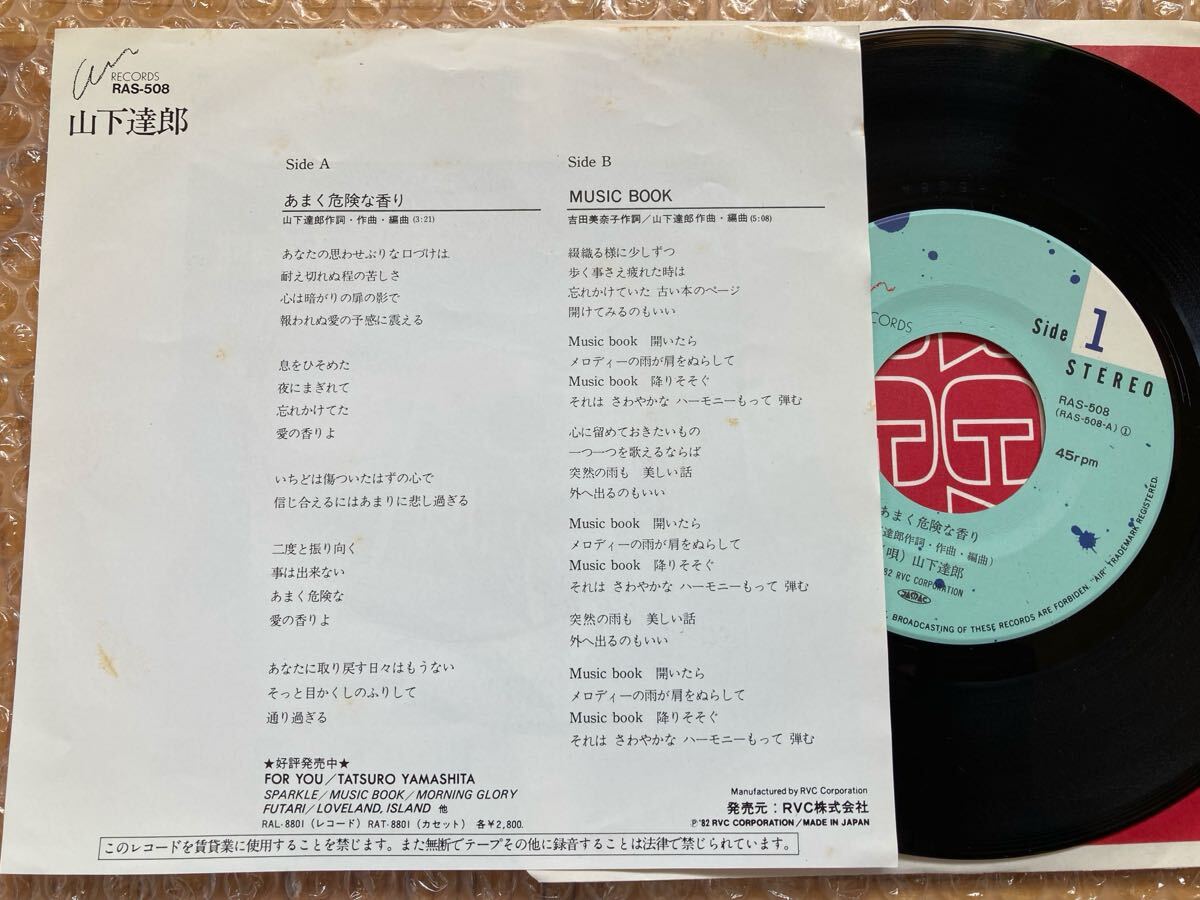 air
RECORDS
RAS-508
山下達郎
Side A
あまく危険な香り
山下達郎作詞・作曲・編曲 (3:21)
あなたの思わせぶりな口づけは
耐え切れぬ程の苦しさ
心は暗がりの扉の影で
報われぬ愛の予感に震える
息をひそめた
夜にまぎれて
忘れかけてた
愛の香りよ
いちどは傷ついたはずの心で
信じ合えるにはあまりに悲し過ぎる
二度と振り向く
事は出来ない
あまく危険な
愛の香りよ
あなたに取り戻す日々はもうない
そっと目かくしのふりして
通り過ぎる
Side B
MUSIC BOOK
吉田美奈子作詞／山下達郎作曲・編曲 (5:08)
綴織る様に少しずつ
歩く事さえ疲れた時は
忘れかけていた 古い本のページ
開けてみるのもいい
Music book 開いたら
メロディーの雨が肩をぬらして
Music book 降りそそぐ
それは さわやかな ハーモニーもって 弾む
心に留めておきたいもの
一つ一つを歌えるならば
突然の雨も 美しい話
外へ出るのもいい
Music book 開いたら
メロディーの雨が肩をぬらして
Music book 降りそそぐ
それは さわやかな ハーモニーもって 弾む
突然の雨も 美しい話
外へ出るのもいい
Music book 開いたら
メロディーの雨が肩をぬらして
Music book 降りそそぐ
それは さわやかな ハーモニーもって 弾む
★好評発売中★
FOR YOU／TATSURO YAMASHITA
SPARKLE／MUSIC BOOK／MORNING GLORY
FUTARI／LOVELAND, ISLAND 他
RAL-8801（レコード）RAT-8801（カセット）各￥2,800.
Manufactured by RVC Corporation
発売元：RVC株式会社
Ⓟ'82 RVC CORPORATION／MADE IN JAPAN
このレコードを賃貸業に使用することを禁じます。また無断でテープその他に録音することは法律で禁じられています。
CORDS
Side 1
STEREO
RAS-508
(RAS-508-A) ①
45rpm
あまく危険な香り
達郎作詞・作曲・編曲)
唄) 山下達郎
'82 RVC CORPORATION
JASRAC
BROADCASTING OF THESE RECORDS ARE FORBIDDEN. "AIR" TRADEMARK REGISTERED.